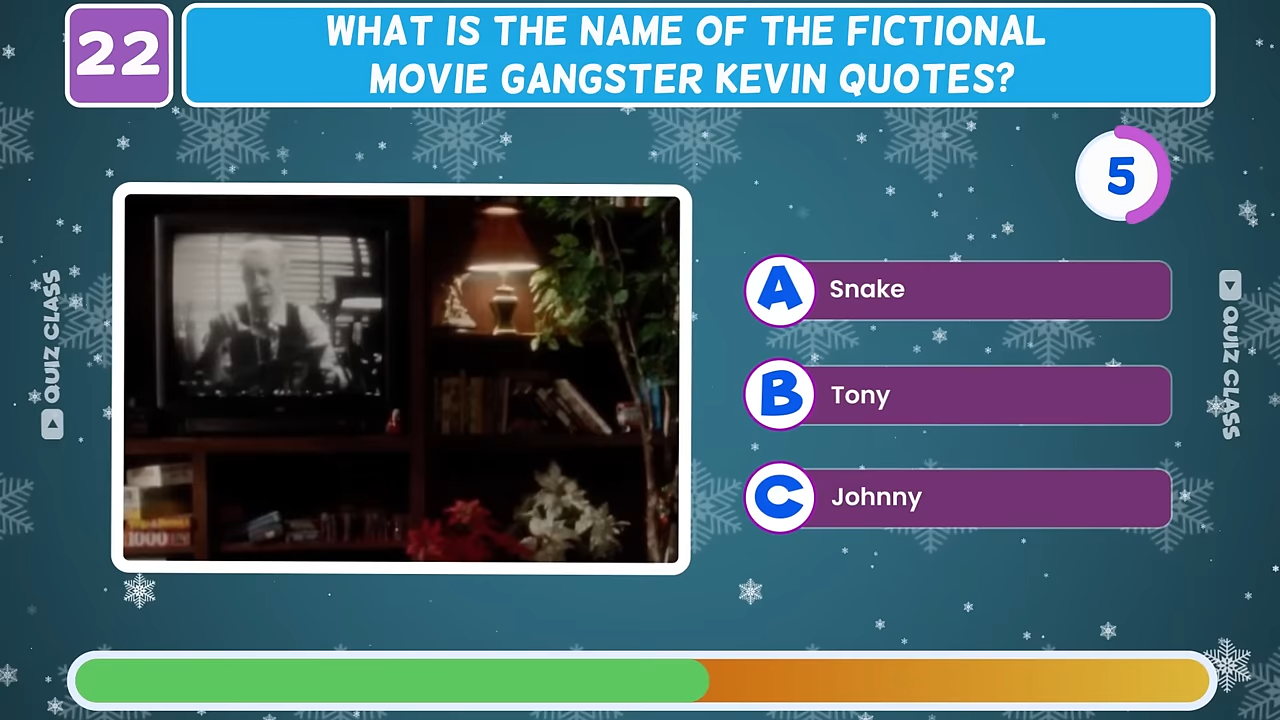 22
WHAT IS THE NAME OF THE FICTIONAL
MOVIE GANGSTER KEVIN QUOTES?
5
QUIZ CLASS
A
Snake
B
Tony
C
Johnny
QUIZ CLASS
1000